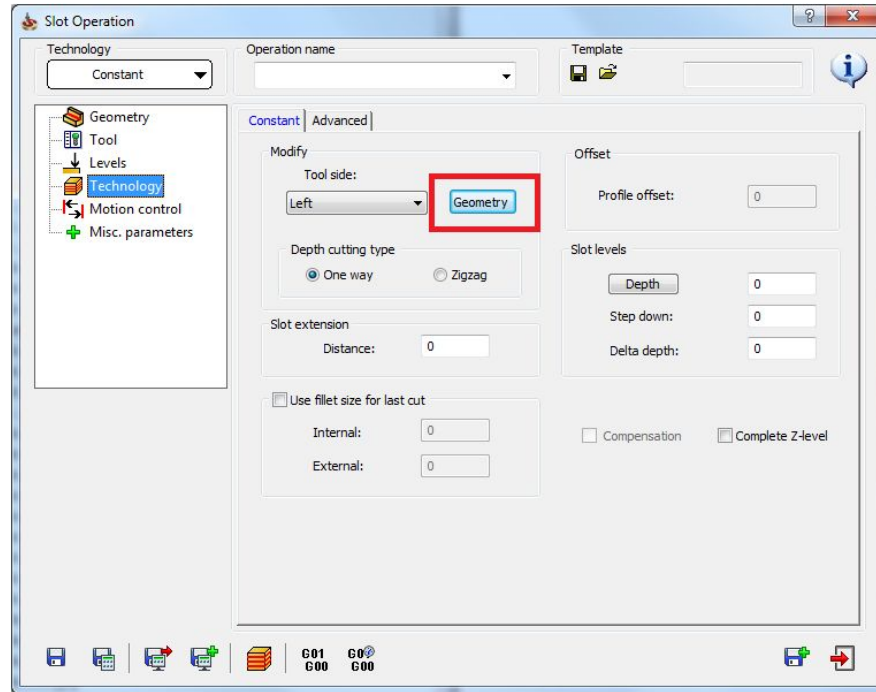 Slot Operation
Technology
Constant
Operation name
Template
Geometry
Tool
Levels
Technology
Motion control
Misc. parameters
Constant
Advanced
Modify
Tool side:
Left
Geometry
Depth cutting type
One way
Zigzag
Slot extension
Distance:
0
Use fillet size for last cut
Internal:
0
External:
0
Offset
Profile offset:
0
Slot levels
Depth
0
Step down:
0
Delta depth:
0
Compensation
Complete Z-level
G01
G00
G0
G00